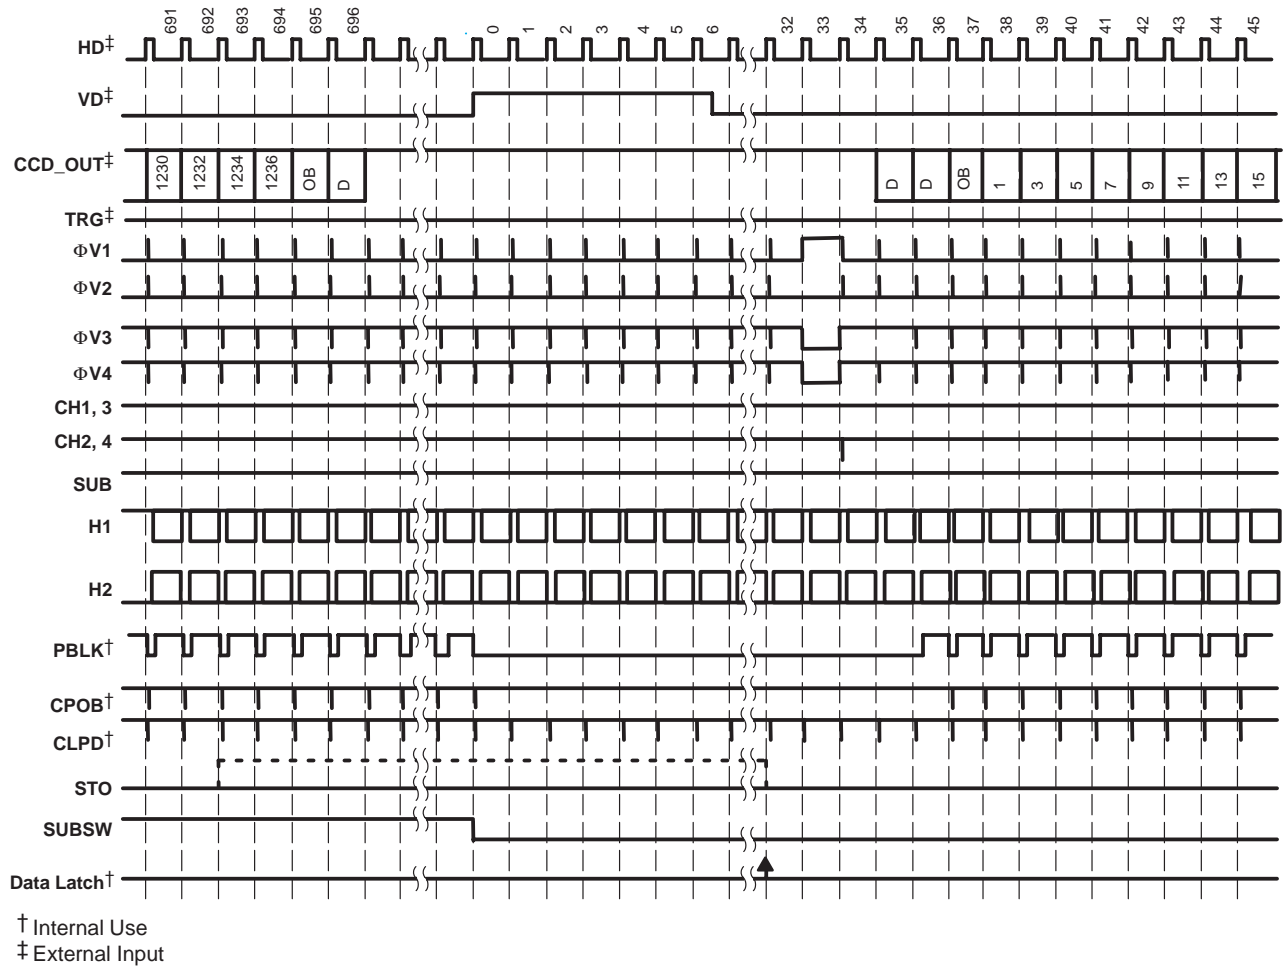 691 692 693 694 695 696 0 1 2 3 4 5 6 32 33 34 35 36 37 38 39 40 41 42 43 44 45
HD‡
VD‡
CCD_OUT‡ 1230 1232 1234 1236 OB D D D OB 1 3 5 7 9 11 13 15
TRG‡
ΦV1
ΦV2
ΦV3
ΦV4
CH1, 3
CH2, 4
SUB
H1
H2
PBLK†
CPOB†
CLPD†
STO
SUBSW
Data Latch†
† Internal Use
‡ External Input